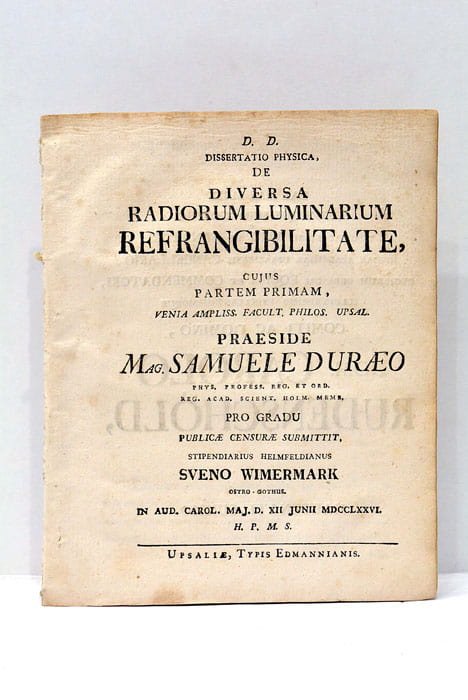 D. D.
DISSERTATIO PHYSICA,
DE
DIVERSA
RADIORUM LUMINARIUM
REFRANGIBILITATE,
CUJUS
PARTEM PRIMAM,
VENIA AMPLISS. FACULT. PHILOS. UPSAL.
PRAESIDE
MAG. SAMUELE DURÆO
PHYS. PROFESS. REG. ET ORD.
REG. ACAD. SCIENT. HOLM. MEMB.
PRO GRADU
PUBLICÆ CENSURÆ SUBMITTIT,
STIPENDIARIUS HELMFELDIANUS
SVENO WIMERMARK
OSTRO-GOTHUS.
IN AUD. CAROL. MAJ. D. XII JUNII MDCCLXXVI.
H. P. M. S.
UPSALIÆ, TYPIS EDMANNIANIS.